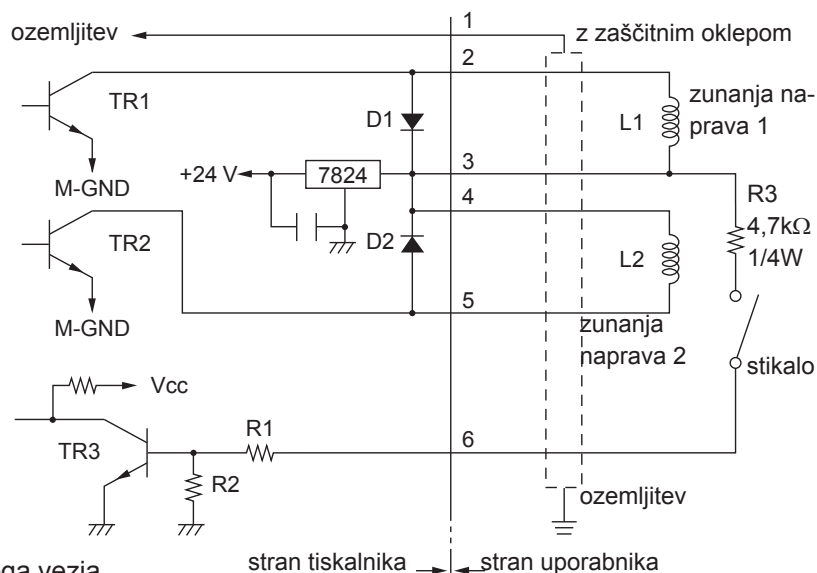 1
ozemljitev
z zaščitnim oklepom
2
TR1
D1
L1
zunanja na-
prava 1
M-GND
+24 V
7824
3
4
R3
4,7kΩ
1/4W
TR2
D2
L2
M-GND
5
zunanja
naprava 2
stikalo
Vcc
R1
6
TR3
R2
ozemljitev
stran tiskalnika
stran uporabnika